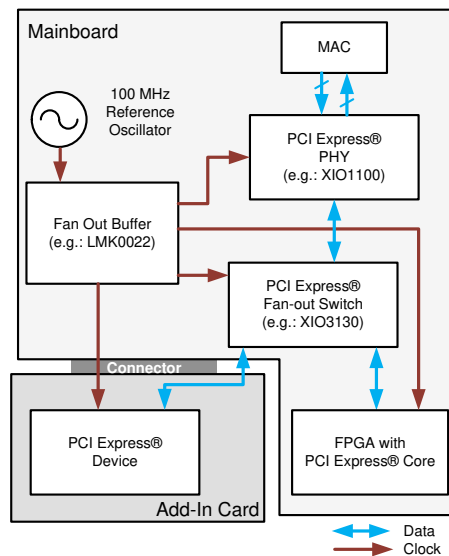 Mainboard
MAC
100 MHz
Reference
Oscillator
PCI Express®
PHY
(e.g.: XIO1100)
Fan Out Buffer
(e.g.: LMK0022)
PCI Express®
Fan-out Switch
(e.g.: XIO3130)
Connector
PCI Express®
Device
FPGA with
PCI Express® Core
Add-In Card
Data
Clock